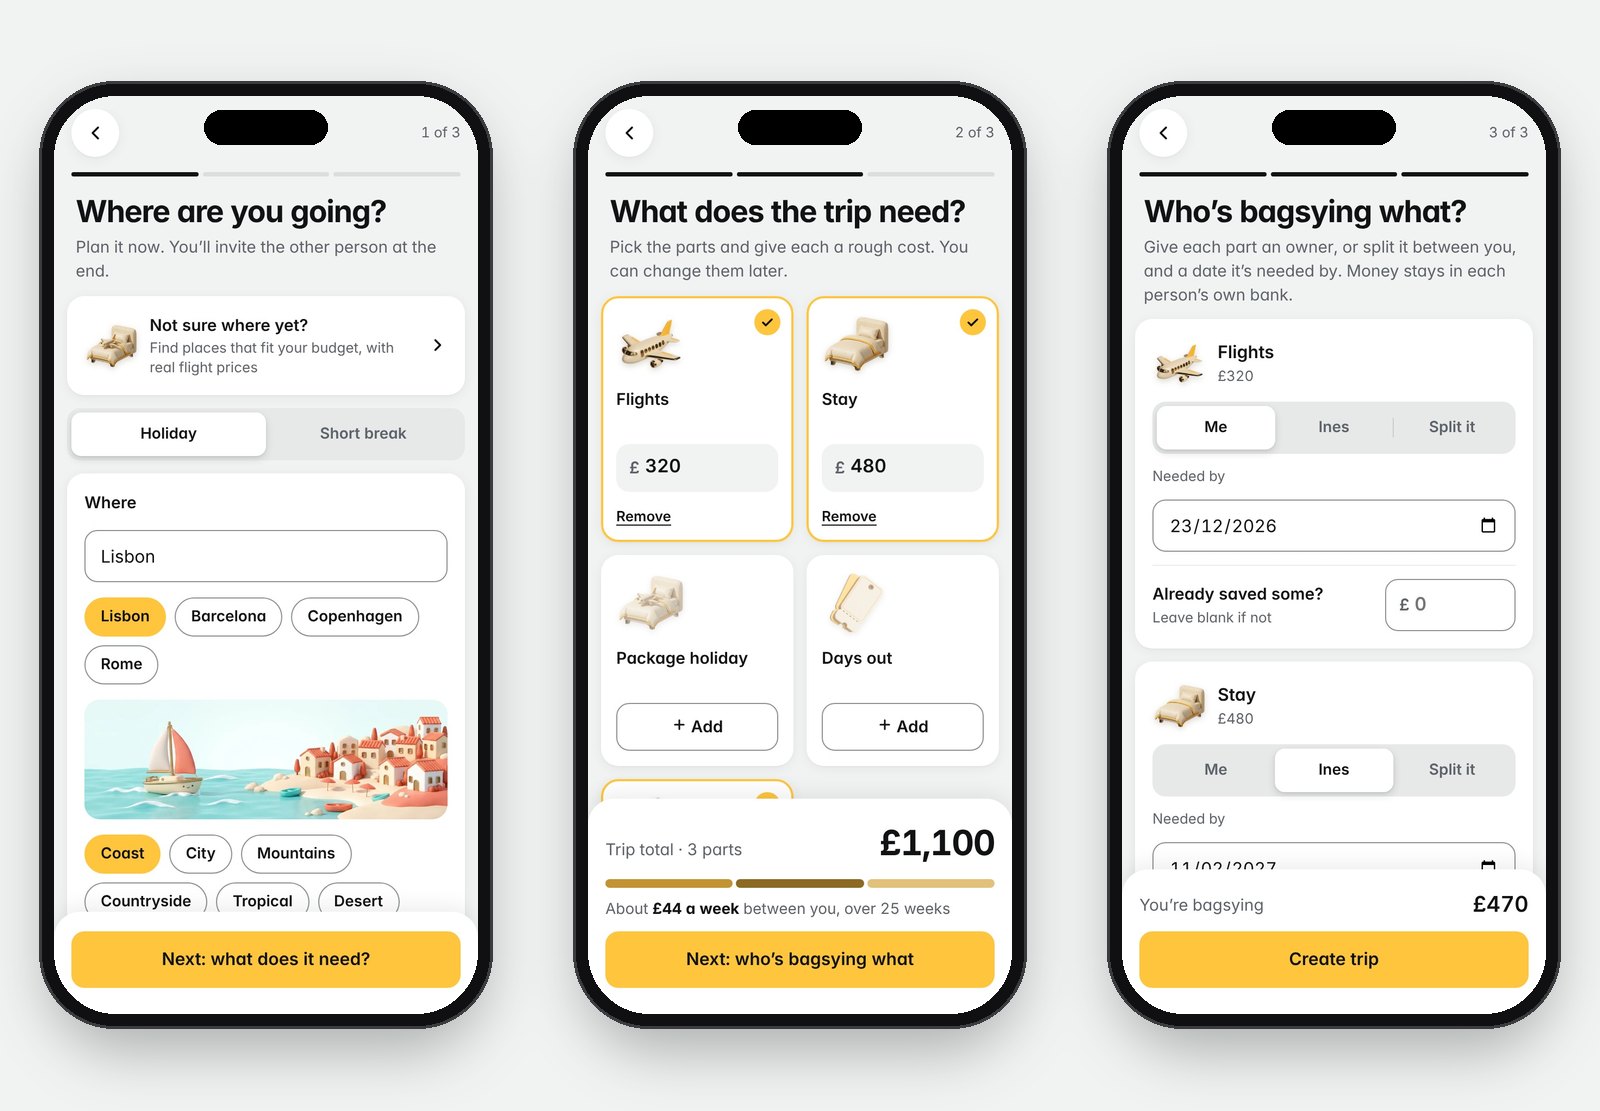 1 of 3
Where are you going?
Plan it now. You’ll invite the other person at the
end.
Not sure where yet?
Find places that fit your budget, with
real flight prices
Holiday
Short break
Where
Lisbon
Lisbon
Barcelona
Copenhagen
Rome
Coast
City
Mountains
Countryside
Tropical
Desert
Next: what does it need?
2 of 3
What does the trip need?
Pick the parts and give each a rough cost. You
can change them later.
Flights
£ 320
Remove
Stay
£ 480
Remove
Package holiday
+ Add
Days out
+ Add
Trip total · 3 parts
£1,100
About £44 a week between you, over 25 weeks
Next: who’s bagsying what
3 of 3
Who’s bagsying what?
Give each part an owner, or split it between you,
and a date it’s needed by. Money stays in each
person’s own bank.
Flights
£320
Me
Ines
Split it
Needed by
23/12/2026
Already saved some?
Leave blank if not
£ 0
Stay
£480
Me
Ines
Split it
Needed by
11/02/2027
You’re bagsying
£470
Create trip